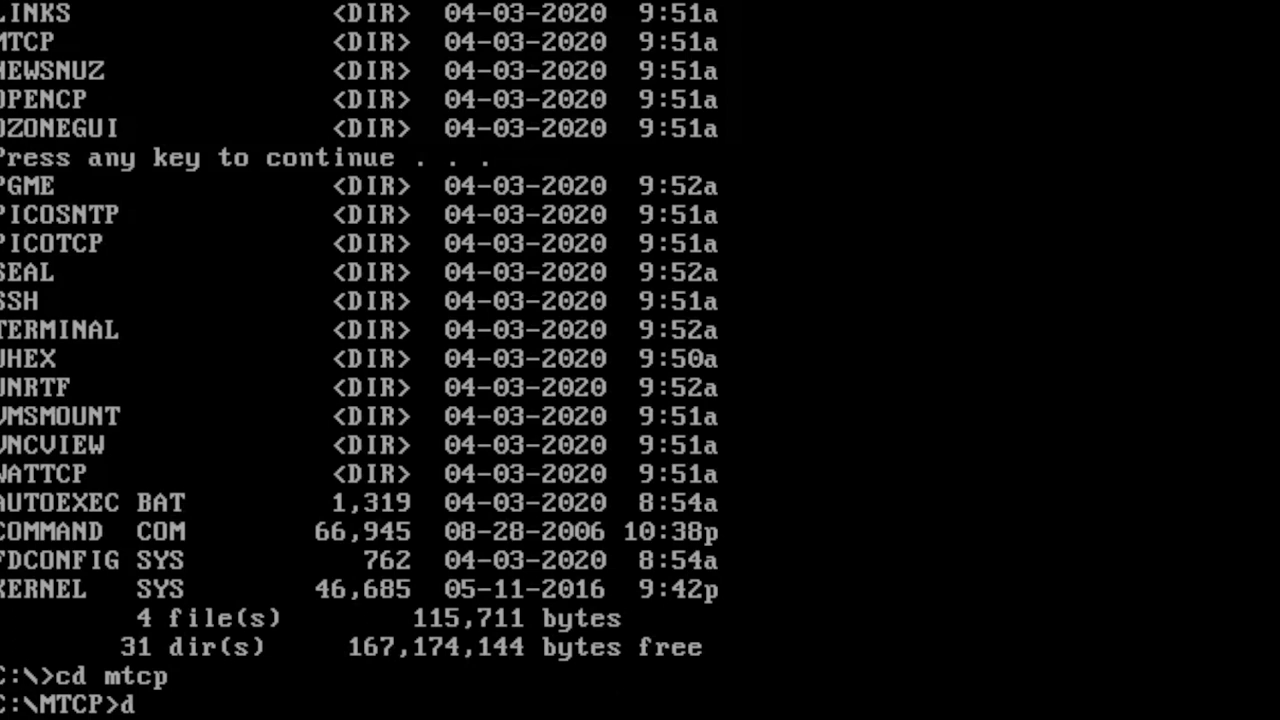 LINKS <DIR> 04-03-2020 9:51a
MTCP <DIR> 04-03-2020 9:51a
NEWSNUZ <DIR> 04-03-2020 9:51a
OPENCP <DIR> 04-03-2020 9:51a
OZONEGUI <DIR> 04-03-2020 9:51a
Press any key to continue . . .
PGME <DIR> 04-03-2020 9:52a
PICOSNTP <DIR> 04-03-2020 9:51a
PICOTCP <DIR> 04-03-2020 9:51a
SEAL <DIR> 04-03-2020 9:52a
SSH <DIR> 04-03-2020 9:51a
TERMINAL <DIR> 04-03-2020 9:52a
UHEX <DIR> 04-03-2020 9:50a
UNRTF <DIR> 04-03-2020 9:52a
VMSMOUNT <DIR> 04-03-2020 9:51a
VNCVIEW <DIR> 04-03-2020 9:51a
WATTCP <DIR> 04-03-2020 9:51a
AUTOEXEC BAT 1,319 04-03-2020 8:54a
COMMAND COM 66,945 08-28-2006 10:38p
FDCONFIG SYS 762 04-03-2020 8:54a
KERNEL SYS 46,685 05-11-2016 9:42p
4 file(s) 115,711 bytes
31 dir(s) 167,174,144 bytes free
C:\>cd mtcp
C:\MTCP>d